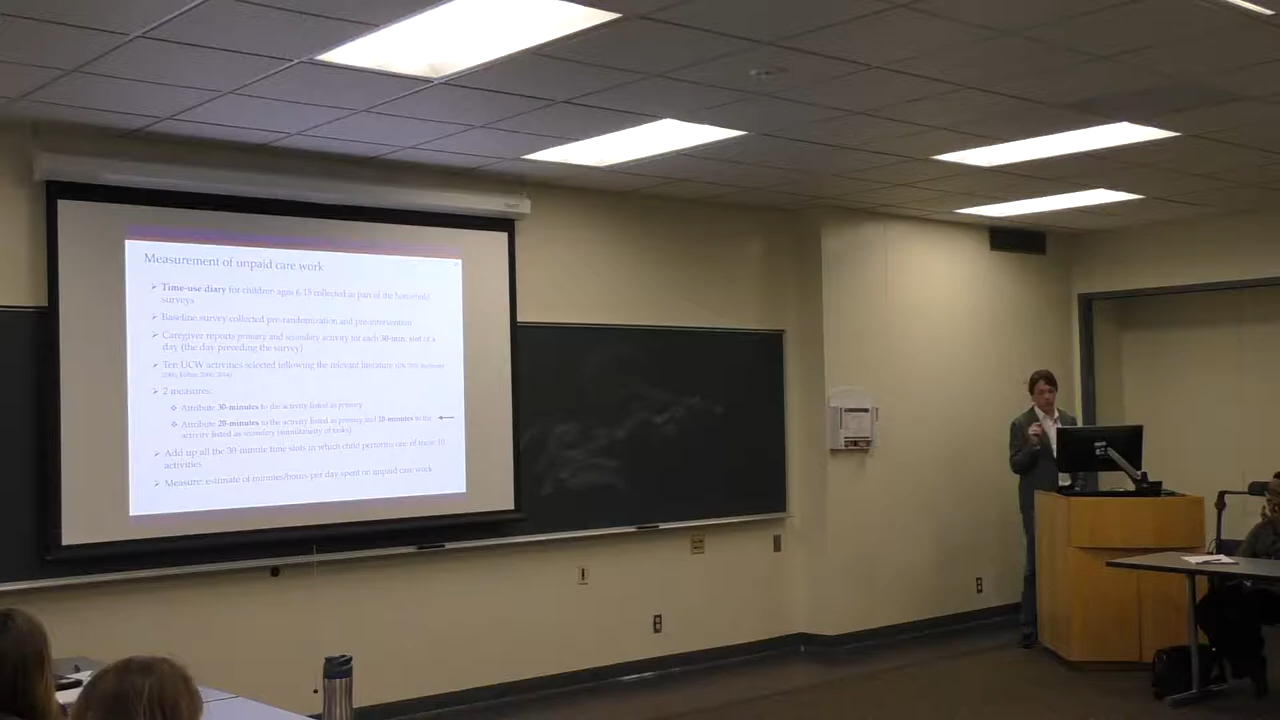 Measurement of unpaid care work
➤ Time-use diary for children ages 6-15 collected as part of the household
surveys
➤ Baseline survey collected pre-randomization and pre-intervention
➤ Caregiver reports primary and secondary activity for each 30-min. slot of a
day (the day preceding the survey)
➤ Ten UCW activities selected following the relevant literature
➤ 2 measures:
❖ Attribute 30-minutes to the activity listed as primary
❖ Attribute 20-minutes to the activity listed as primary and 10-minutes to the
activity listed as secondary (simultaneity of tasks)
➤ Add up all the 30-minute time slots in which child performs one of these 10
activities
➤ Measure: estimate of minutes/hours per day spent on unpaid care work